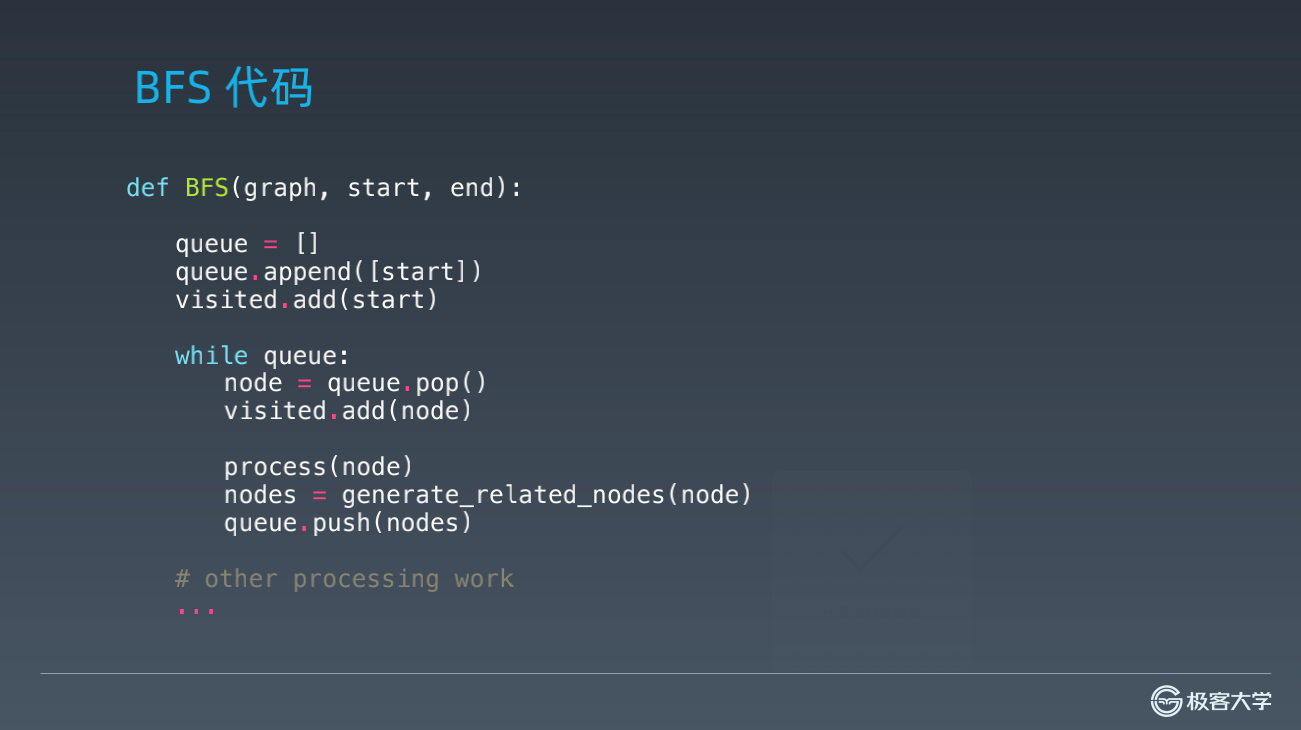 BFS 代码
def BFS(graph, start, end):
queue = []
queue.append([start])
visited.add(start)
while queue:
node = queue.pop()
visited.add(node)
process(node)
nodes = generate_related_nodes(node)
queue.push(nodes)
# other processing work
...
极客大学